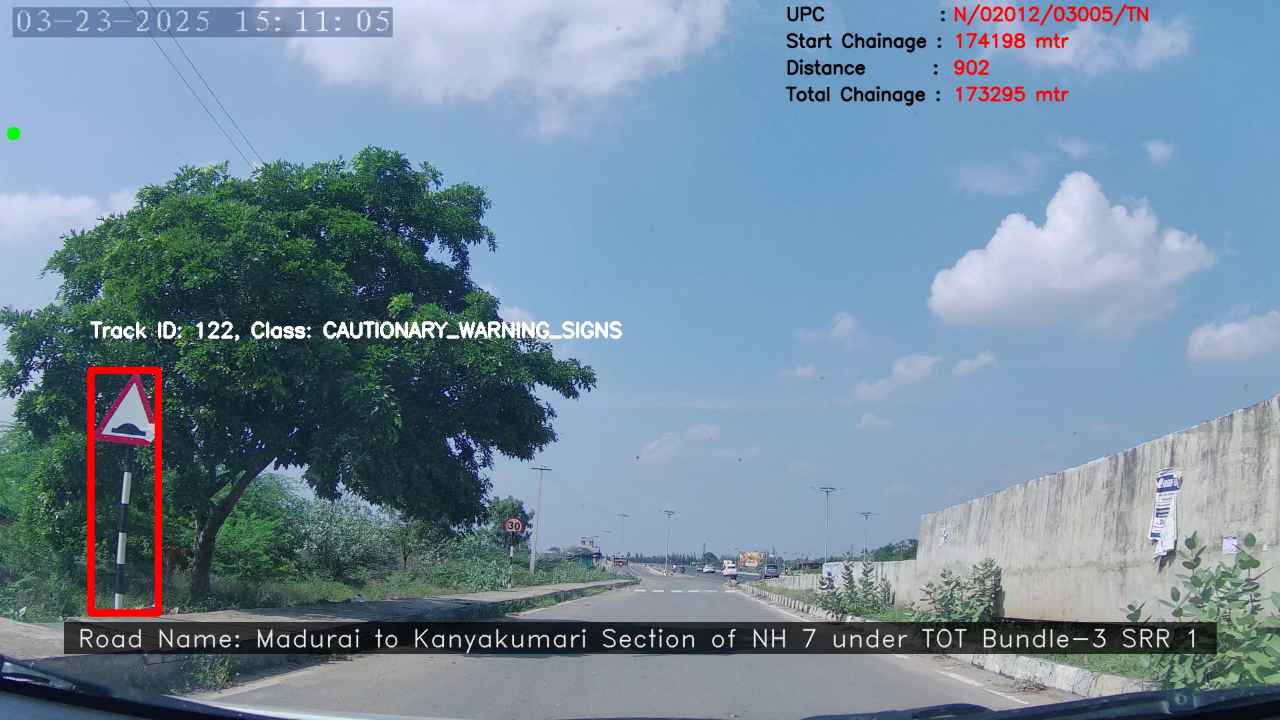 03-23-2025 15:11:05
UPC : N/02012/03005/TN
Start Chainage : 174198 mtr
Distance : 902
Total Chainage : 173295 mtr
Track ID: 122, Class: CAUTIONARY_WARNING_SIGNS
30
Road Name: Madurai to Kanyakumari Section of NH 7 under TOT Bundle-3 SRR 1